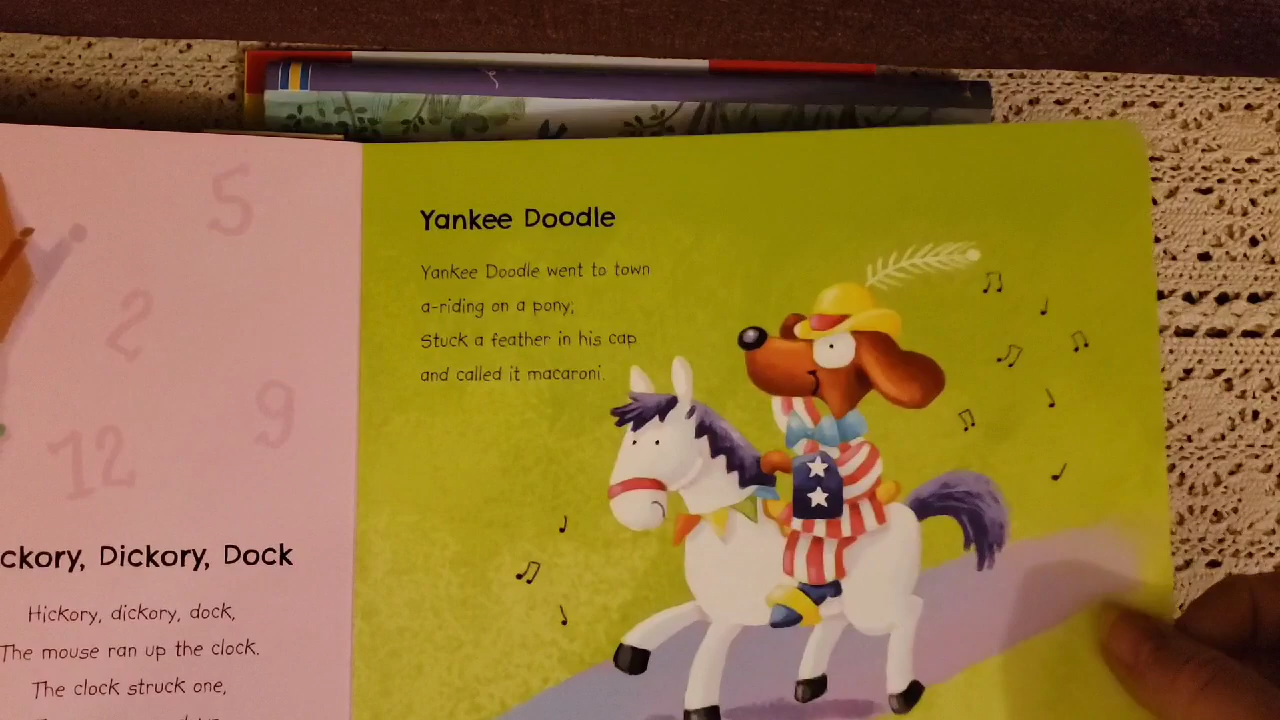 5
2
9
12
ckory, Dickory, Dock
Hickory, dickory, dock,
The mouse ran up the clock.
The clock struck one,
Yankee Doodle
Yankee Doodle went to town
a-riding on a pony;
Stuck a feather in his cap
and called it macaroni.